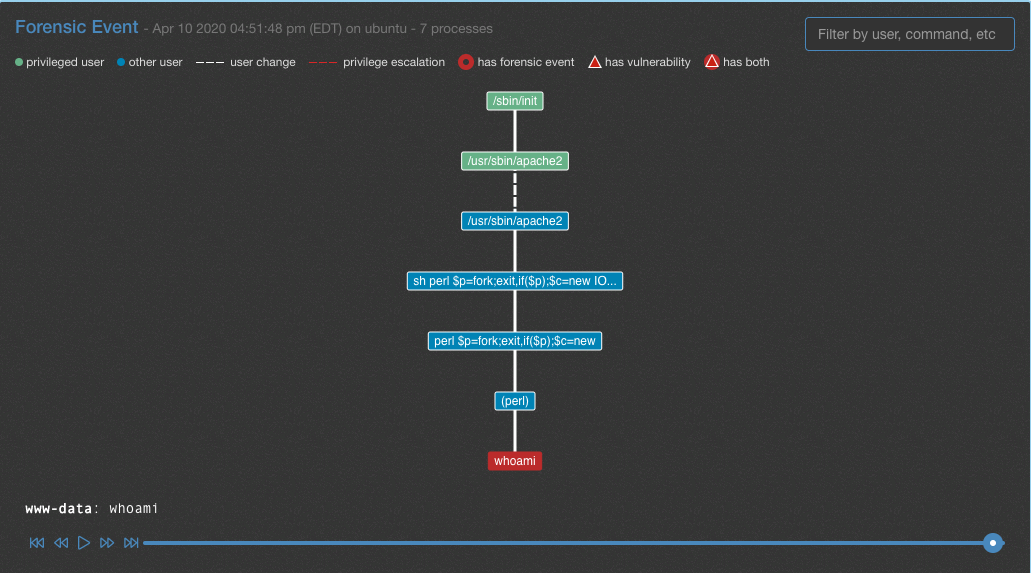 Forensic Event - Apr 10 2020 04:51:48 pm (EDT) on ubuntu - 7 processes
Filter by user, command, etc
privileged user other user user change privilege escalation has forensic event has vulnerability has both
/sbin/init
/usr/sbin/apache2
/usr/sbin/apache2
sh perl $p=fork;exit,if($p);$c=new IO...
perl $p=fork;exit,if($p);$c=new
(perl)
whoami
www-data: whoami